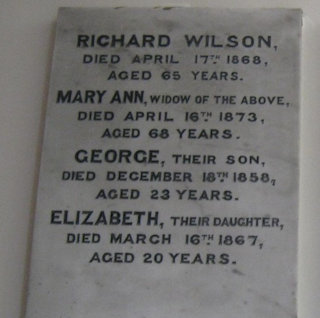 RICHARD WILSON,
DIED APRIL 17TH 1868,
AGED 65 YEARS.
MARY ANN, WIDOW OF THE ABOVE,
DIED APRIL 16TH 1873,
AGED 68 YEARS.
GEORGE, THEIR SON,
DIED DECEMBER 18TH 1858,
AGED 23 YEARS.
ELIZABETH, THEIR DAUGHTER,
DIED MARCH 16TH 1867,
AGED 20 YEARS.